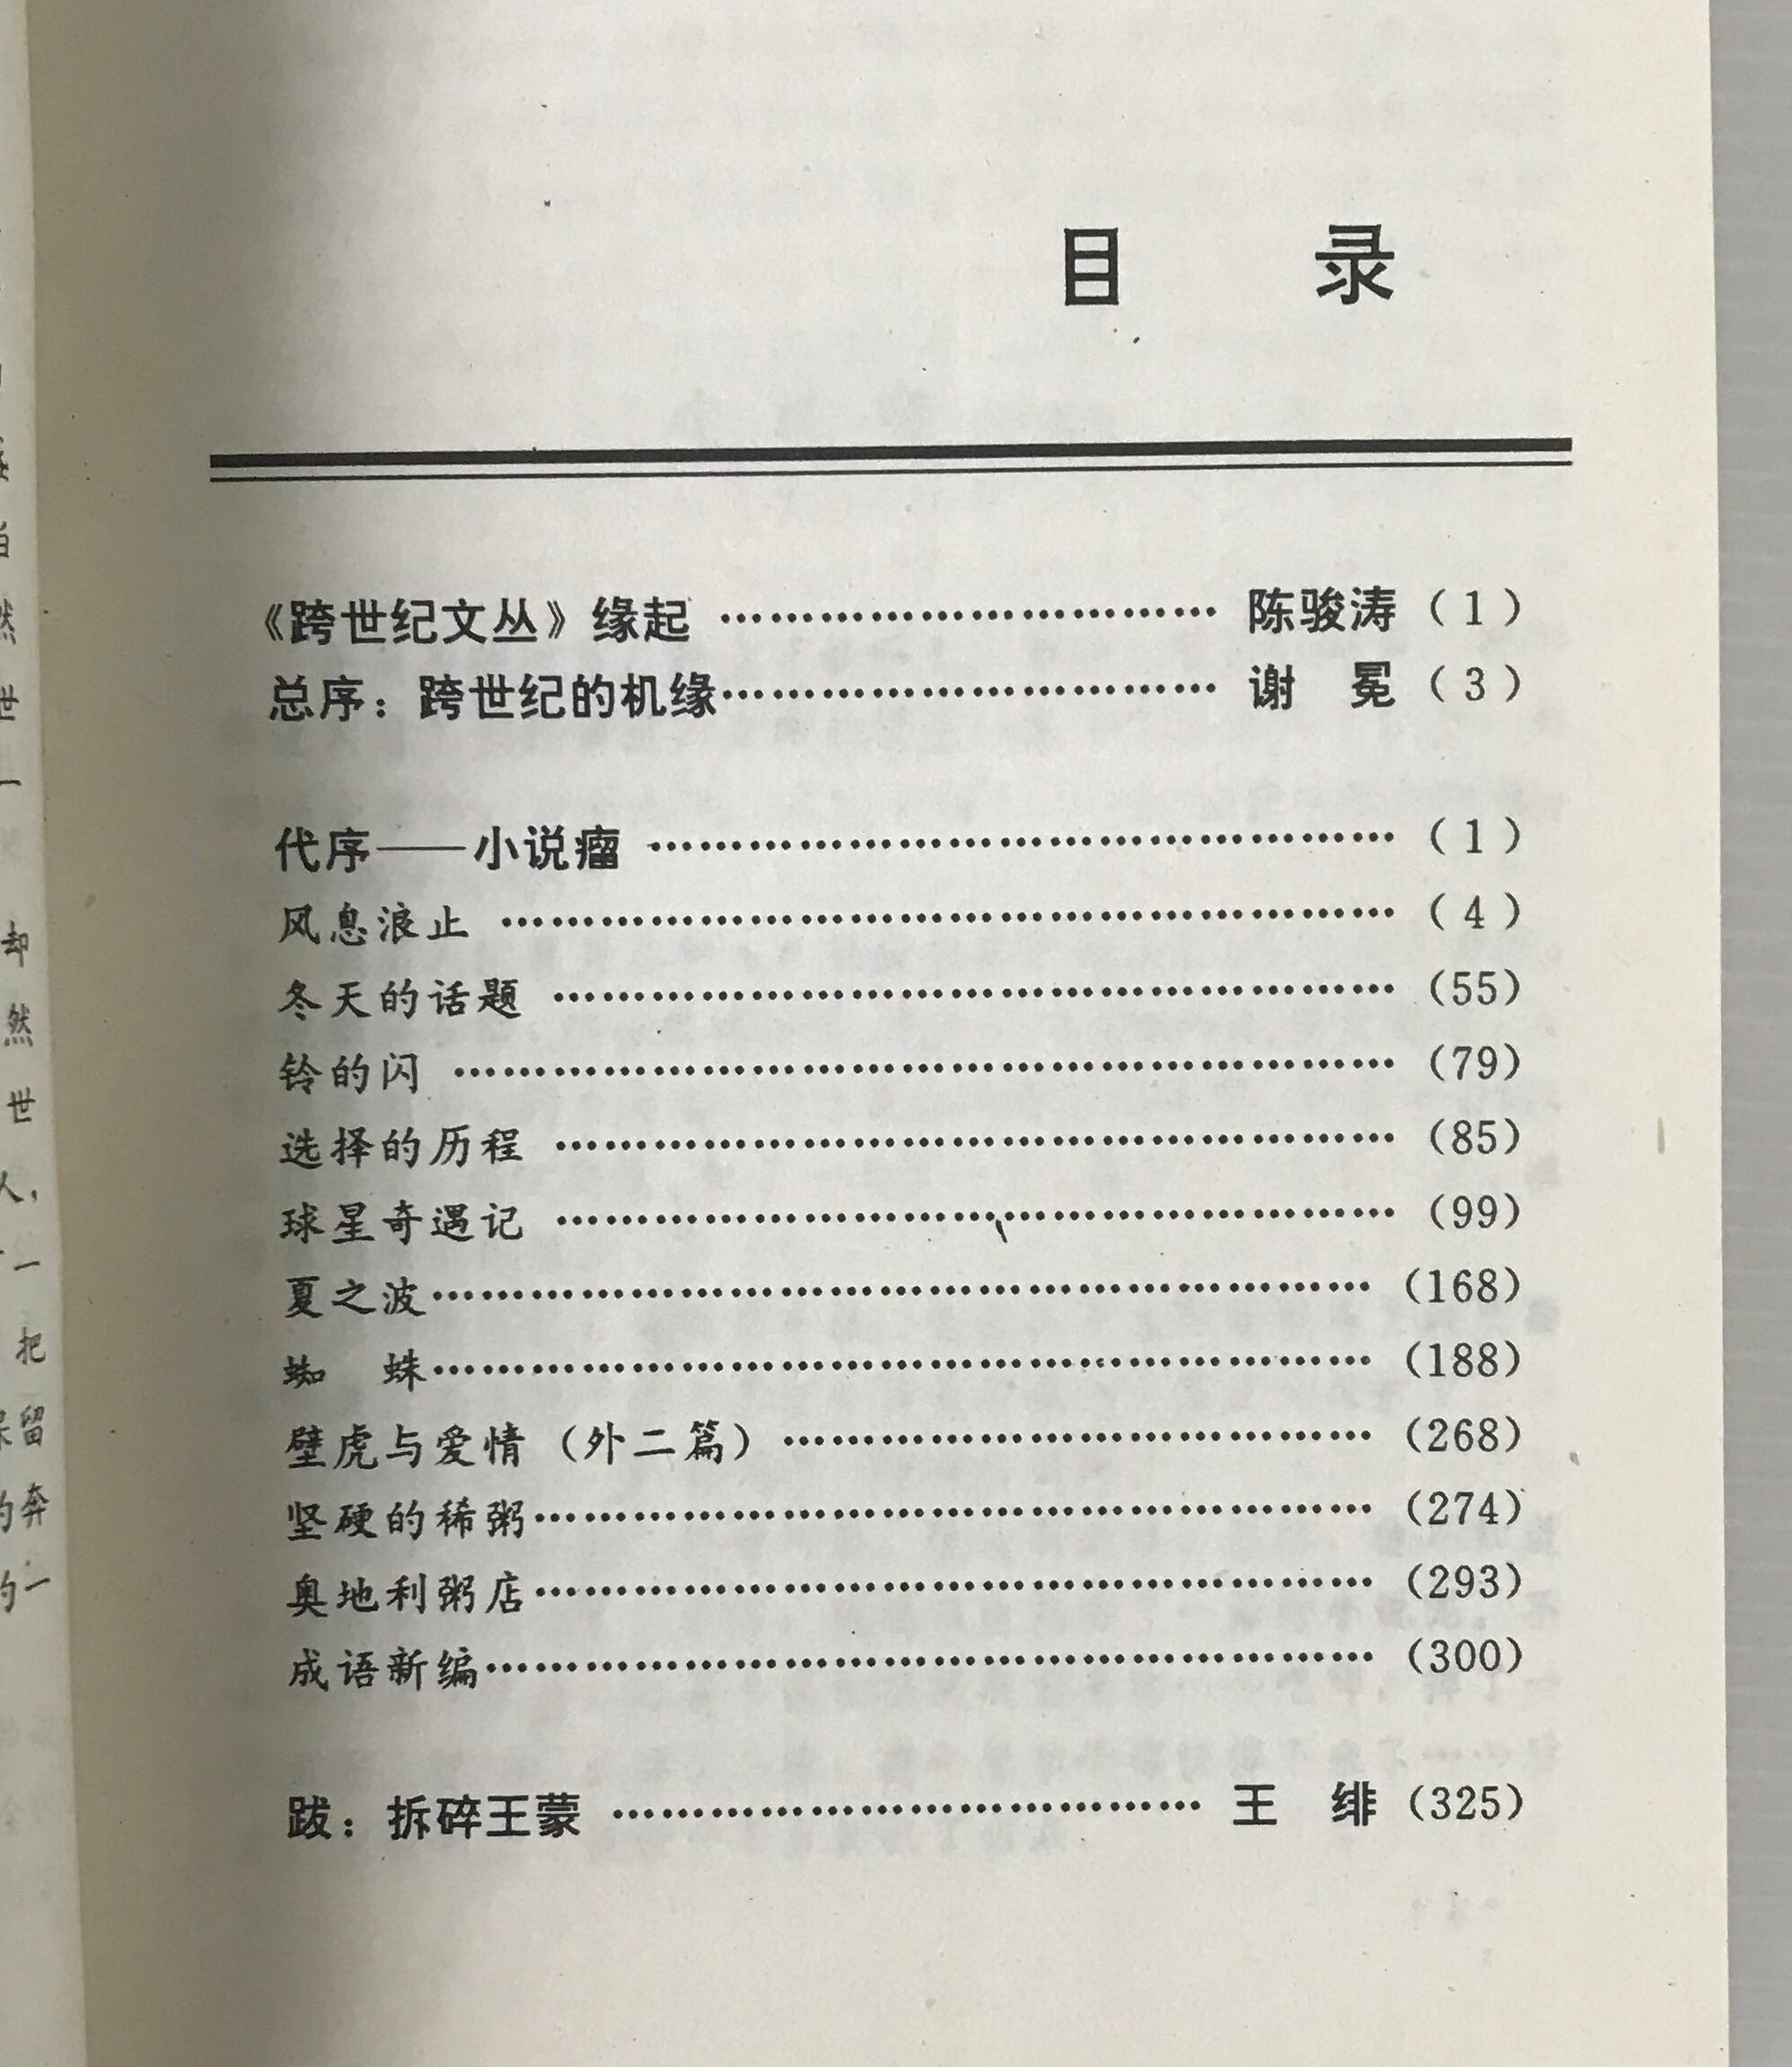 目　录
《跨世纪文丛》缘起 …………………………… 陈骏涛（1）
总序：跨世纪的机缘…………………………… 谢　冕（3）
代序——小说瘤 ………………………………………（1）
风息浪止 ………………………………………………（4）
冬天的话题 ……………………………………………（55）
铃的闪 …………………………………………………（79）
选择的历程 ……………………………………………（85）
球星奇遇记 ……………………………………………（99）
夏之波…………………………………………………（168）
蜘　蛛…………………………………………………（188）
壁虎与爱情（外二篇）………………………………（268）
坚硬的稀粥……………………………………………（274）
奥地利粥店……………………………………………（293）
成语新编………………………………………………（300）
跋：拆碎王蒙 ………………………………… 王　绯（325）